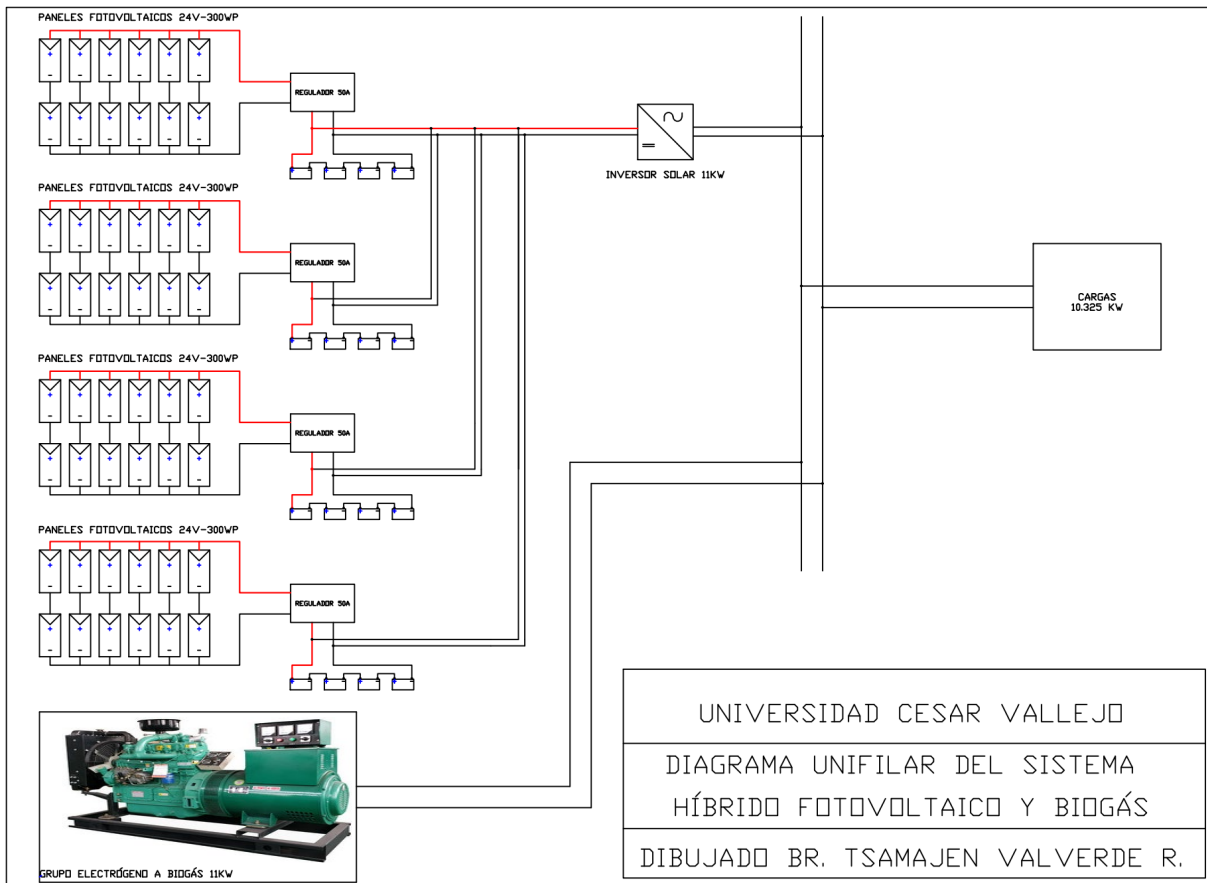 PANELES FOTOVOLTAICOS 24V-300WP
REGULADOR 50A
INVERSOR SOLAR 11KW
PANELES FOTOVOLTAICOS 24V-300WP
REGULADOR 50A
CARGAS
10.325 KW
PANELES FOTOVOLTAICOS 24V-300WP
REGULADOR 50A
PANELES FOTOVOLTAICOS 24V-300WP
REGULADOR 50A
GRUPO ELECTRÓGENO A BIOGÁS 11KW
UNIVERSIDAD CESAR VALLEJO
DIAGRAMA UNIFILAR DEL SISTEMA
HÍBRIDO FOTOVOLTAICO Y BIOGÁS
DIBUJADO BR. TSAMAJEN VALVERDE R.